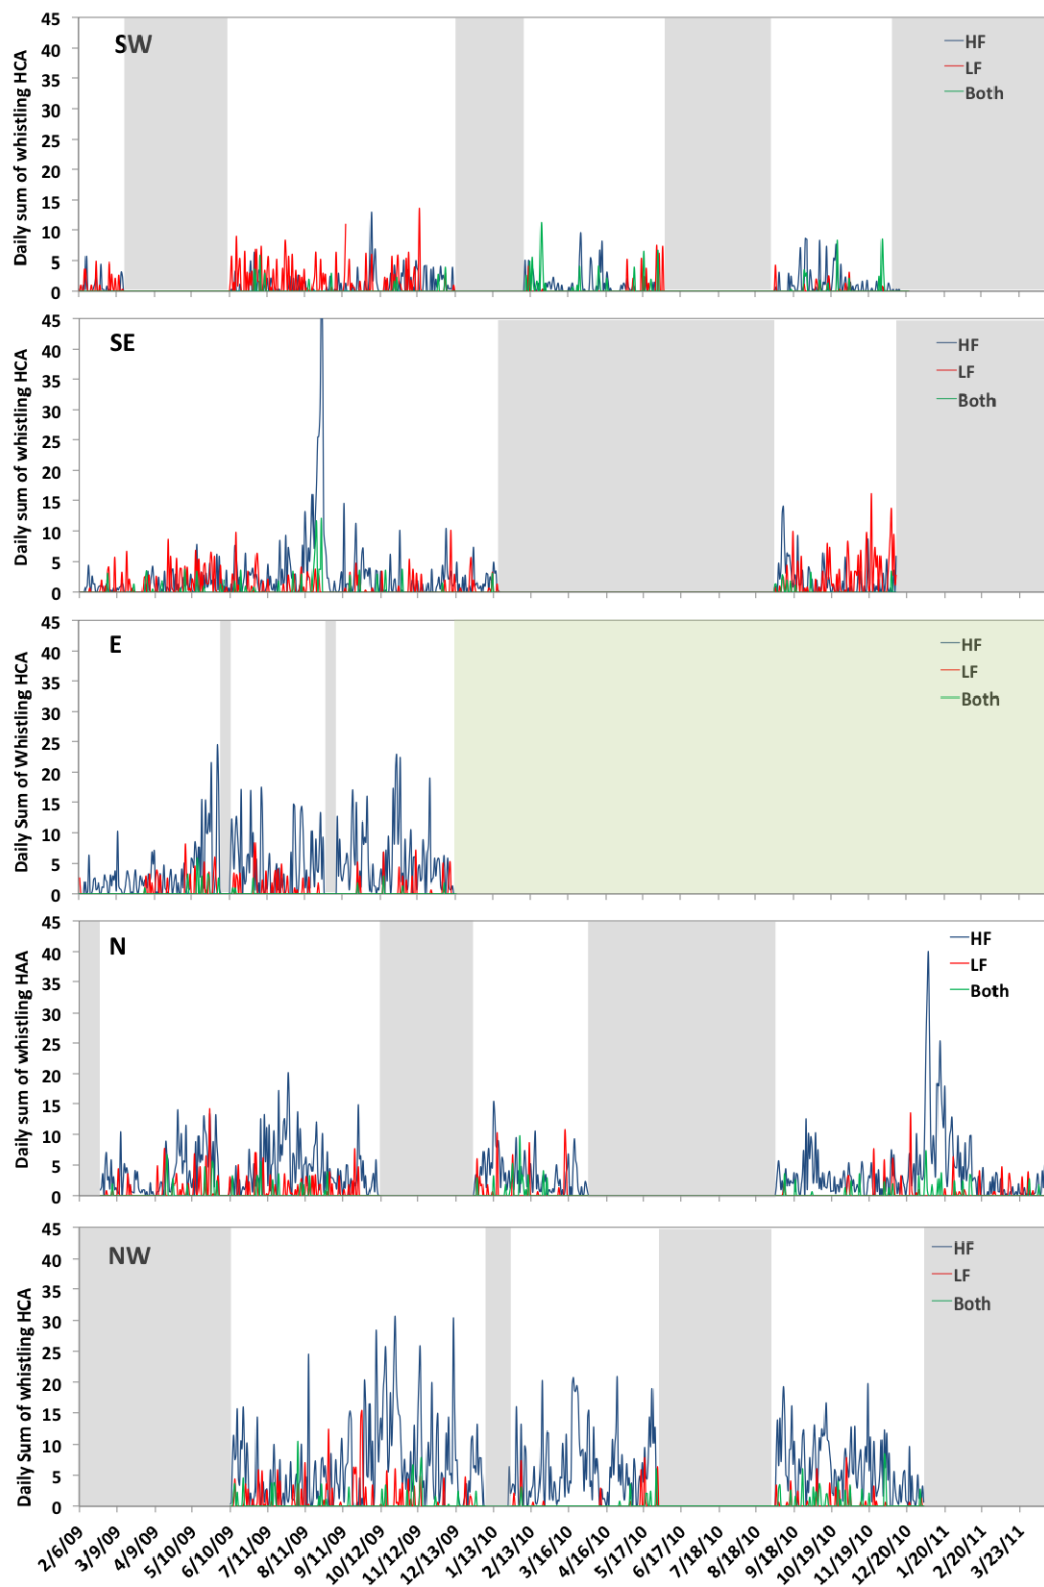 SW
Daily sum of whistling HCA
45
40
35
30
25
20
15
10
5
0
HF
LF
Both
SE
Daily sum of whistling HCA
45
40
35
30
25
20
15
10
5
0
HF
LF
Both
E
Daily Sum of Whistling HCA
45
40
35
30
25
20
15
10
5
0
HF
LF
Both
N
Daily sum of whistling HAA
45
40
35
30
25
20
15
10
5
0
HF
LF
Both
NW
Daily Sum of whistling HCA
45
40
35
30
25
20
15
10
5
0
HF
LF
Both
2/6/09 3/9/09 4/9/09 5/10/09 6/10/09 7/11/09 8/11/09 9/11/09 10/12/09 11/12/09 12/13/09 1/13/10 2/13/10 3/16/10 4/16/10 5/17/10 6/17/10 7/18/10 8/18/10 9/18/10 10/19/10 11/19/10 12/20/10 1/20/11 2/20/11 3/23/11